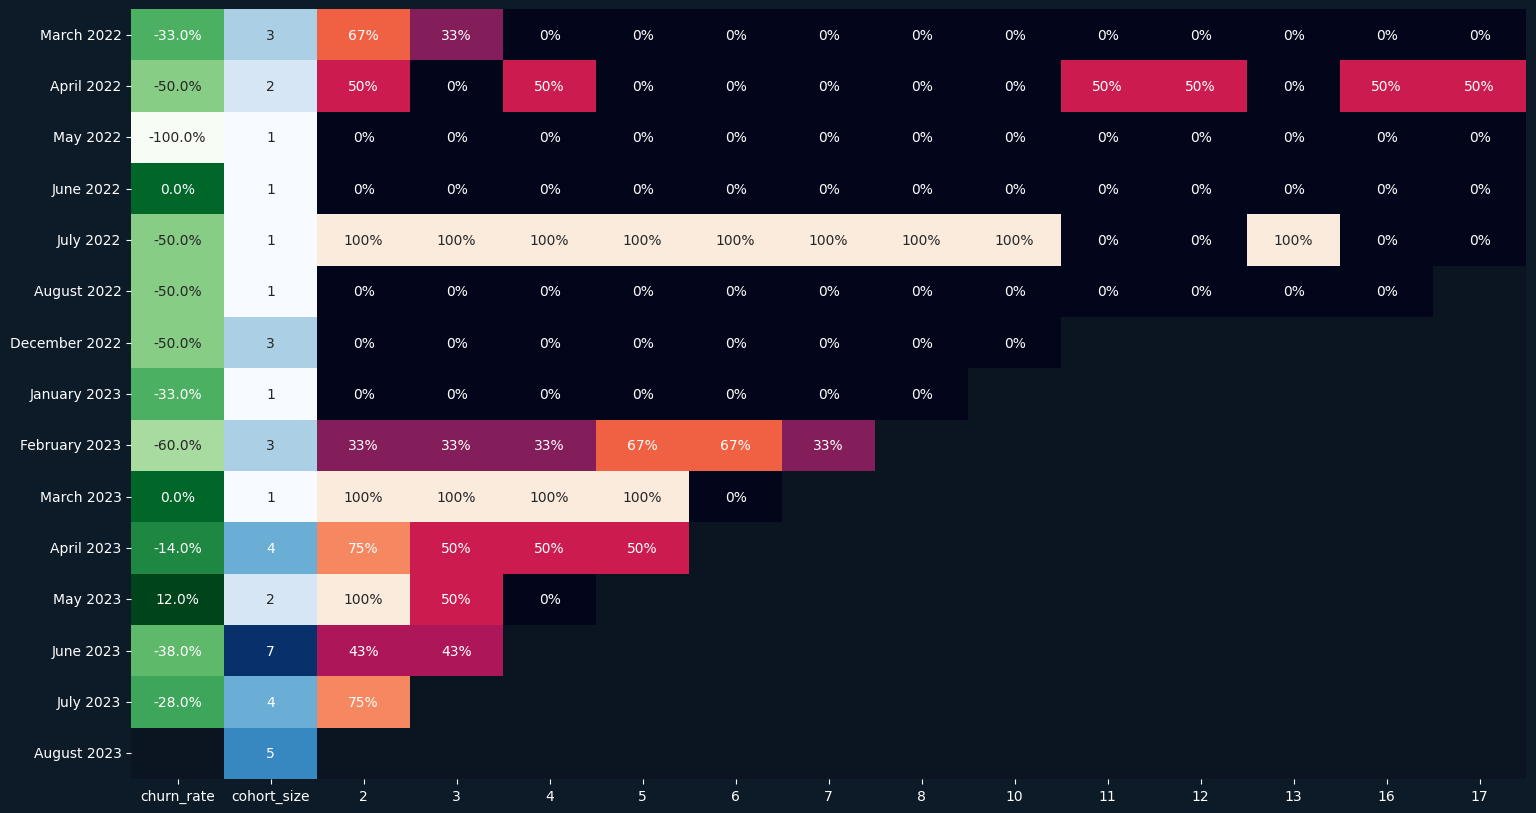 March 2022 -33.0% 3 67% 33% 0% 0% 0% 0% 0% 0% 0% 0% 0% 0% 0%
April 2022 -50.0% 2 50% 0% 50% 0% 0% 0% 0% 0% 50% 50% 0% 50% 50%
May 2022 -100.0% 1 0% 0% 0% 0% 0% 0% 0% 0% 0% 0% 0% 0% 0%
June 2022 0.0% 1 0% 0% 0% 0% 0% 0% 0% 0% 0% 0% 0% 0% 0%
July 2022 -50.0% 1 100% 100% 100% 100% 100% 100% 100% 100% 0% 0% 100% 0% 0%
August 2022 -50.0% 1 0% 0% 0% 0% 0% 0% 0% 0% 0% 0% 0% 0%
December 2022 -50.0% 3 0% 0% 0% 0% 0% 0% 0% 0%
January 2023 -33.0% 1 0% 0% 0% 0% 0% 0% 0%
February 2023 -60.0% 3 33% 33% 33% 67% 67% 33%
March 2023 0.0% 1 100% 100% 100% 100% 0%
April 2023 -14.0% 4 75% 50% 50% 50%
May 2023 12.0% 2 100% 50% 0%
June 2023 -38.0% 7 43% 43%
July 2023 -28.0% 4 75%
August 2023 5
churn_rate cohort_size 2 3 4 5 6 7 8 10 11 12 13 16 17